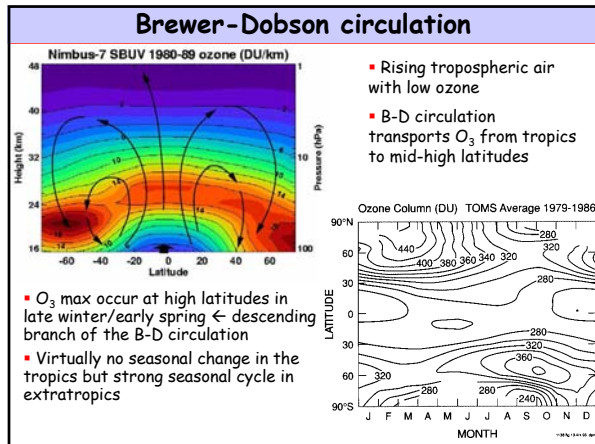 Brewer-Dobson circulation
Nimbus-7 SBUV 1980-89 ozone (DU/km)
Height (km)
48
40
32
24
16
1
10
100
Pressure (hPa)
-60 -40 -20 0 20 40 60
Latitude
▪ Rising tropospheric air
with low ozone
▪ B-D circulation
transports O₃ from tropics
to mid-high latitudes
▪ O₃ max occur at high latitudes in
late winter/early spring ← descending
branch of the B-D circulation
▪ Virtually no seasonal change in the
tropics but strong seasonal cycle in
extratropics
Ozone Column (DU) TOMS Average 1979-1986
LATITUDE
90°N
60
30
0
30
60
90°S
280
440
320
400 380 360 340 320
280
280
280
320
360
320
280
280
240
J F M A M J J A S O N D
MONTH